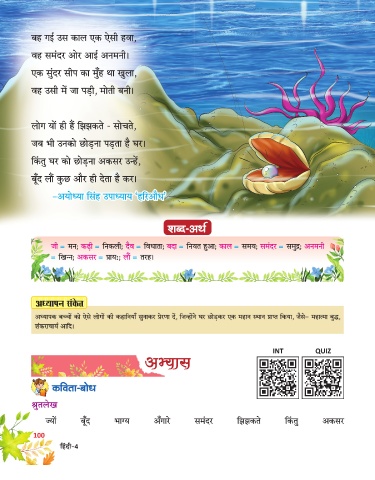 बह गई उस काल एक ऐसी हवा,
वह समंदर ओर आई अनमनी।
एक सुंदर सीप का मुँह था खुला,
वह उसी में जा पड़ी, मोती बनी।
लोग यों ही हैं झिझकते - सोचते,
जब भी उनको छोड़ना पड़ता है घर।
किंतु घर को छोड़ना अकसर उन्हें,
बूँद लौं कुछ और ही देता है कर।
-अयोध्या सिंह उपाध्याय 'हरिऔध'
शब्द-अर्थ
जी = मन; कढ़ी = निकली; दैव = विधाता; बदा = नियत हुआ; काल = समय; समंदर = समुद्र; अनमनी
= खिन्न; अकसर = प्राय:; लौं = तरह।
अध्यापन संकेत
अध्यापक बच्चों को ऐसे लोगों की कहानियाँ सुनाकर प्रेरणा दें, जिन्होंने घर छोड़कर एक महान स्थान प्राप्त किया, जैसे- महात्मा बुद्ध,
शंकराचार्य आदि।
INT QUIZ
अभ्यास
कविता-बोध
श्रुतलेख
ज्यों बूँद भाग्य अँगारे समंदर झिझकते किंतु अकसर
100
हिंदी-4